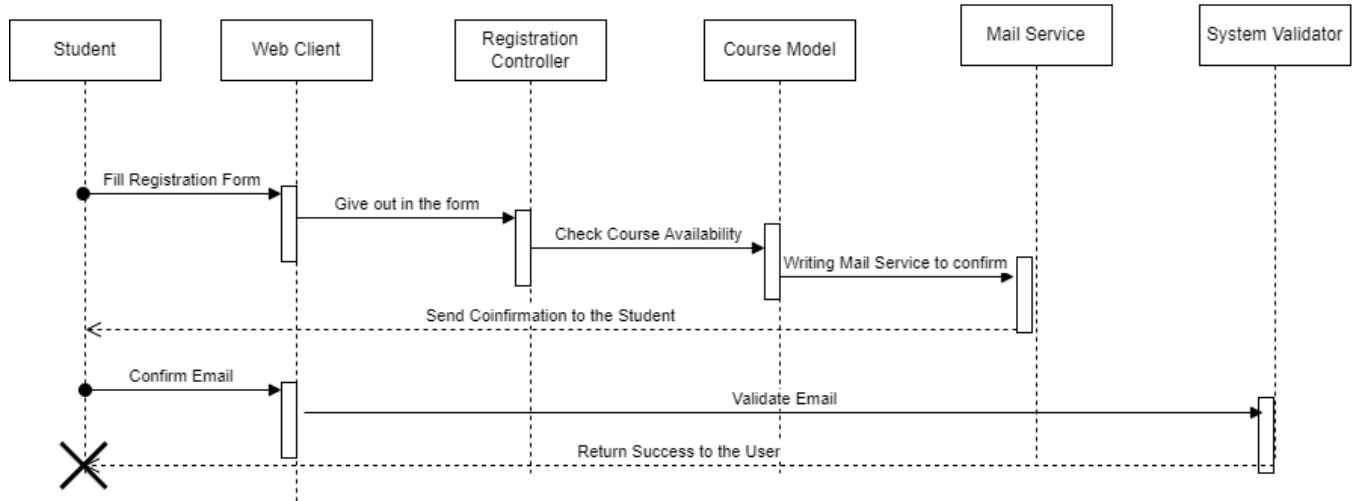 Student
Web Client
Registration
Controller
Course Model
Mail Service
System Validator
Fill Registration Form
Give out in the form
Check Course Availability
Writing Mail Service to confirm
Send Coinfirmation to the Student
Confirm Email
Validate Email
Return Success to the User